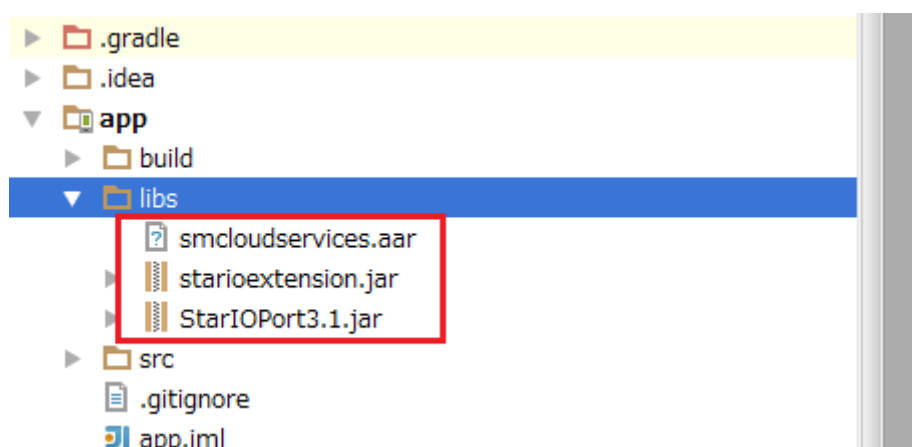 .gradle
.idea
app
build
libs
smcloudservices.aar
starioextension.jar
StarIOPort3.1.jar
src
.gitignore
app.iml